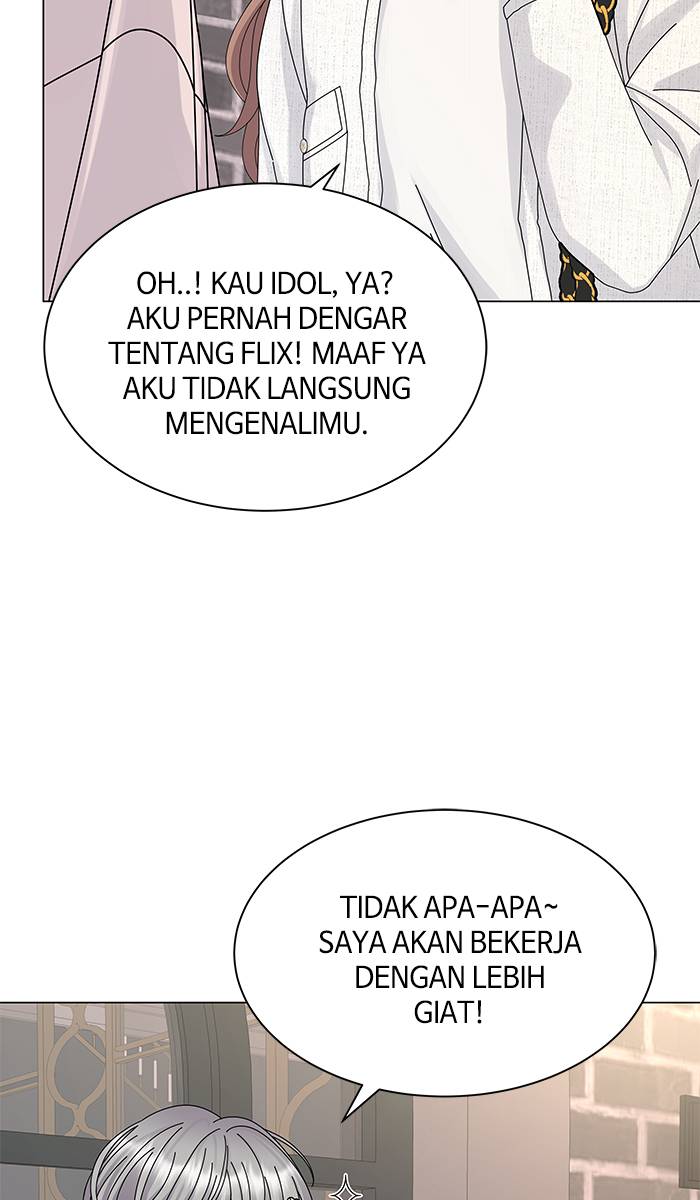 OH..! KAU IDOL, YA?
AKU PERNAH DENGAR
TENTANG FLIX! MAAF YA
AKU TIDAK LANGSUNG
MENGENALIMU.
TIDAK APA-APA~
SAYA AKAN BEKERJA
DENGAN LEBIH
GIAT!